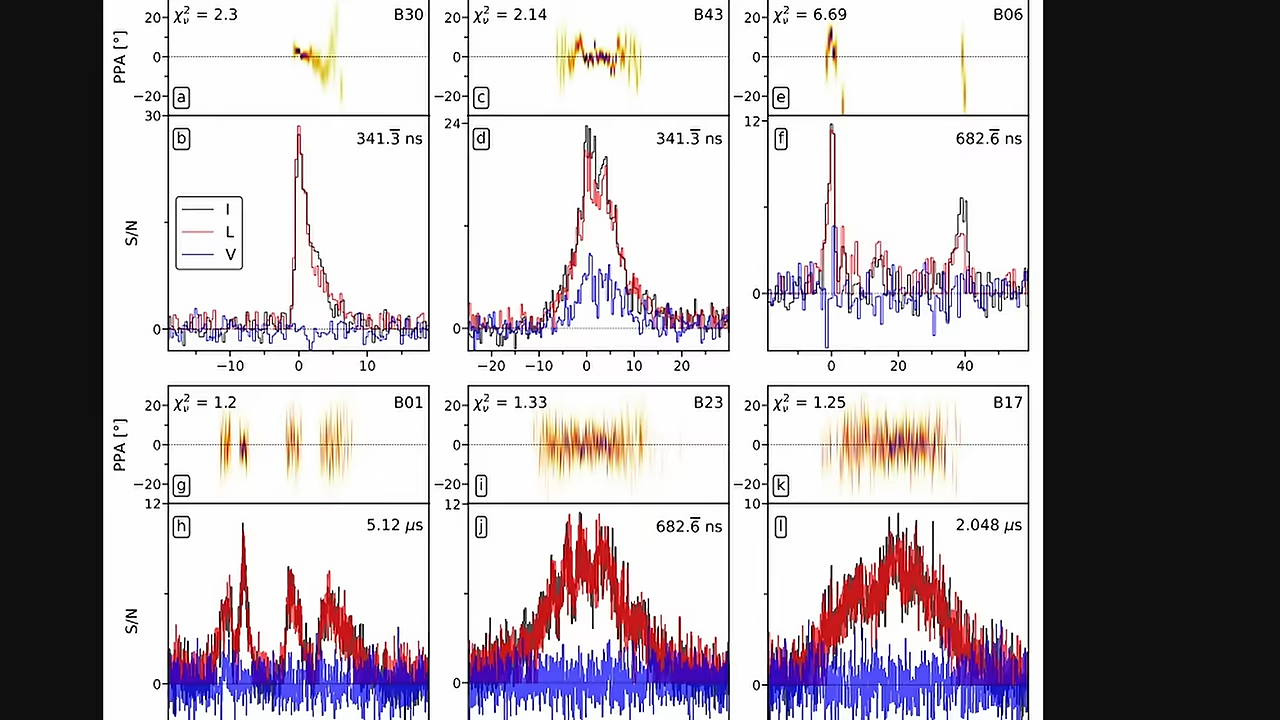 χ²ᵥ = 2.3 B30
χ²ᵥ = 2.14 B43
χ²ᵥ = 6.69 B06
PPA [°]
20
0
−20
a
20
0
−20
c
20
0
−20
e
S/N
30
0
b 341.3̅ ns
I
L
V
−10 0 10
24
0
d 341.3̅ ns
−20 −10 0 10 20
12
0
f 682.6̅ ns
0 20 40
χ²ᵥ = 1.2 B01
χ²ᵥ = 1.33 B23
χ²ᵥ = 1.25 B17
PPA [°]
20
0
−20
g
20
0
−20
i
20
0
−20
k
S/N
12
0
h 5.12 μs
12
0
j 682.6̅ ns
10
0
l 2.048 μs